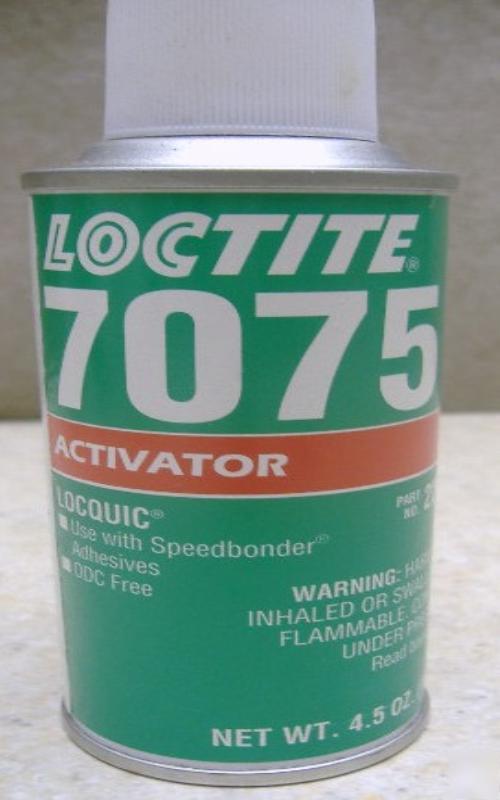 LOCTITE®
7075
ACTIVATOR
LOCQUIC®
PART
NO.
Use with Speedbonder®
Adhesives
ODC Free
WARNING:
INHALED OR
FLAMMABLE.
UNDER
Read
NET WT. 4.5 OZ.